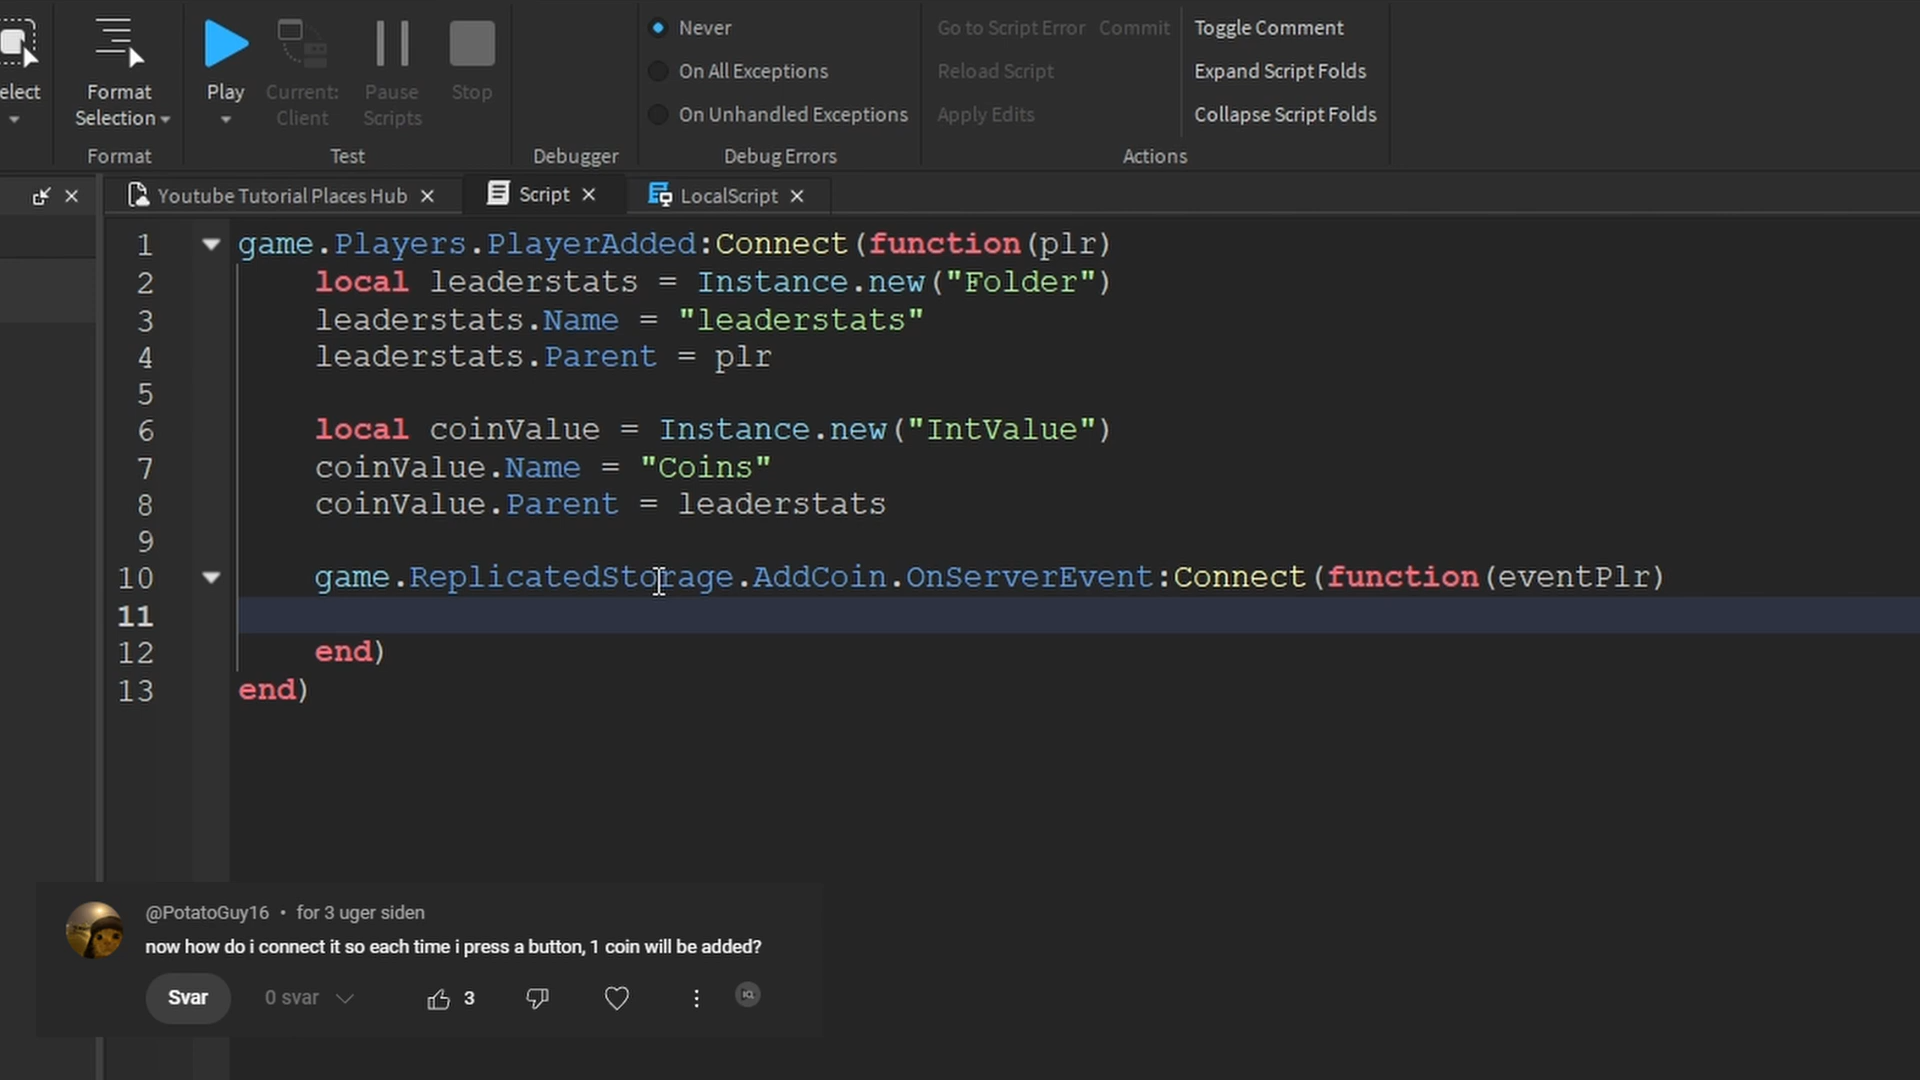 elect
Format
Selection
Format
Play
Current:
Client
Pause
Scripts
Stop
Test
Debugger
Never
On All Exceptions
On Unhandled Exceptions
Debug Errors
Go to Script Error
Commit
Reload Script
Apply Edits
Toggle Comment
Expand Script Folds
Collapse Script Folds
Actions
Youtube Tutorial Places Hub
Script
LocalScript
1 game.Players.PlayerAdded:Connect(function(plr)
2 local leaderstats = Instance.new("Folder")
3 leaderstats.Name = "leaderstats"
4 leaderstats.Parent = plr
5
6 local coinValue = Instance.new("IntValue")
7 coinValue.Name = "Coins"
8 coinValue.Parent = leaderstats
9
10 game.ReplicatedStorage.AddCoin.OnServerEvent:Connect(function(eventPlr)
11
12 end)
13 end)
@PotatoGuy16 • for 3 uger siden
now how do i connect it so each time i press a button, 1 coin will be added?
Svar 0 svar 3